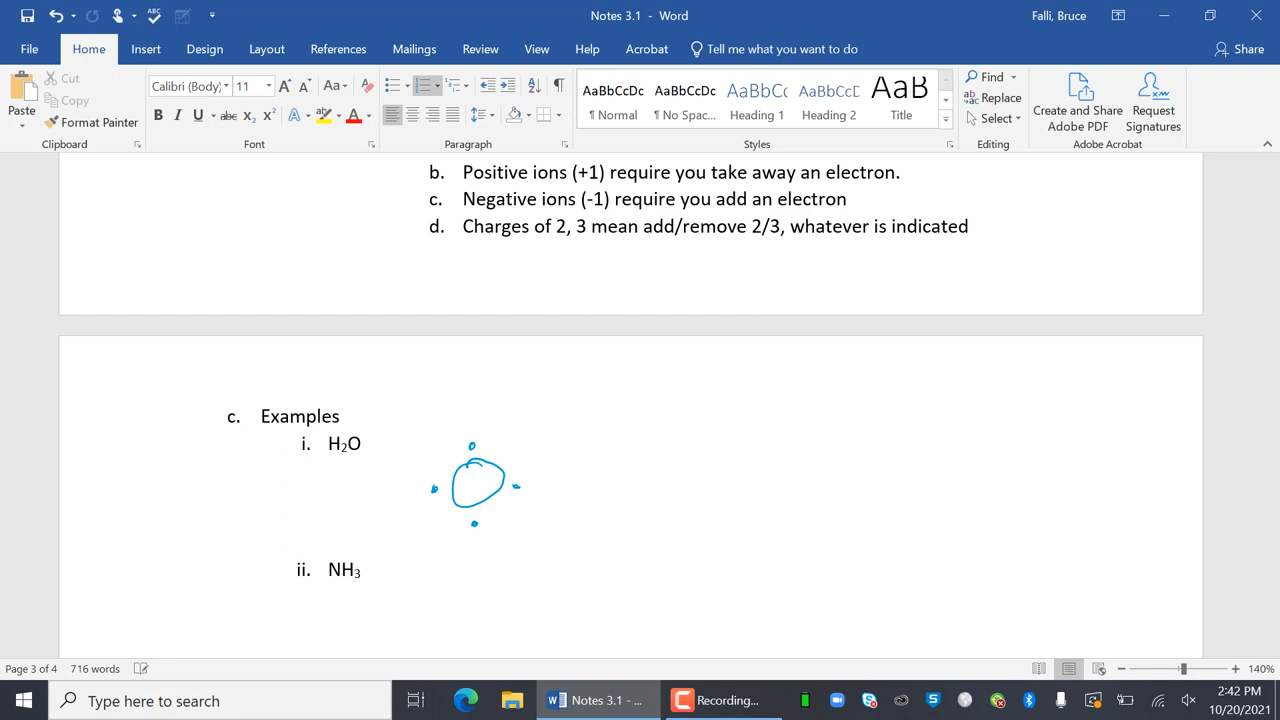 Notes 3.1 - Word
Falli, Bruce
File Home Insert Design Layout References Mailings Review View Help Acrobat Tell me what you want to do Share
Paste
Cut
Copy
Format Painter
Clipboard
Calibri (Body) 11
Font
Paragraph
AaBbCcDc AaBbCcDc AaBbCc AaBbCcD AaB
¶ Normal ¶ No Spac... Heading 1 Heading 2 Title
Styles
Find
Replace
Select
Editing
Create and Share Adobe PDF
Request Signatures
Adobe Acrobat
b. Positive ions (+1) require you take away an electron.
c. Negative ions (-1) require you add an electron
d. Charges of 2, 3 mean add/remove 2/3, whatever is indicated
c. Examples
i. H₂O
ii. NH₃
Page 3 of 4 716 words
140%
Type here to search
Notes 3.1 - ...
Recording...
2:42 PM
10/20/2021